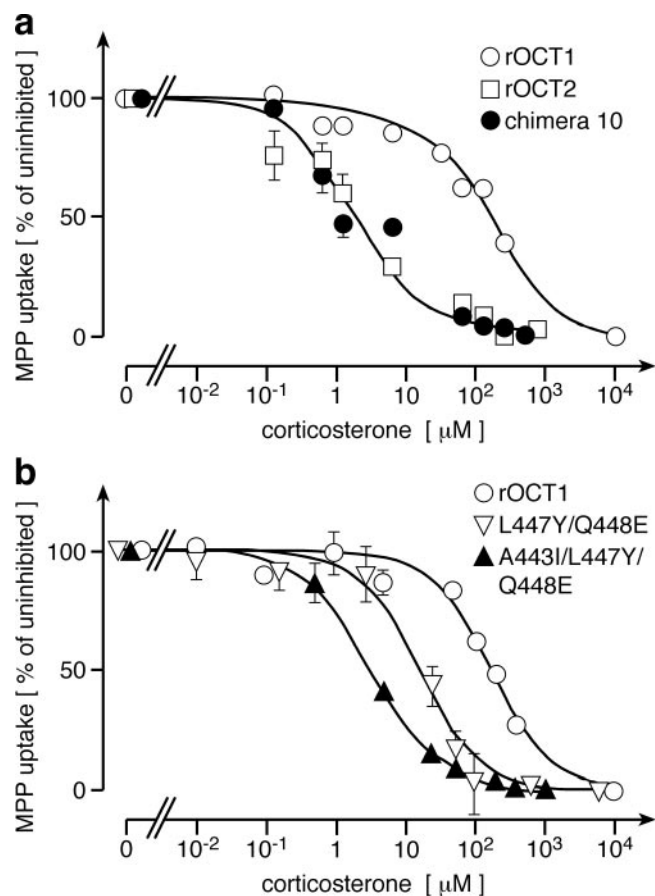 a
rOCT1
rOCT2
chimera 10
MPP uptake [ % of uninhibited ]
100
50
0
0 10⁻² 10⁻¹ 1 10 10² 10³ 10⁴
corticosterone [ µM ]
b
rOCT1
L447Y/Q448E
A443I/L447Y/
Q448E
MPP uptake [ % of uninhibited ]
100
50
0
0 10⁻² 10⁻¹ 1 10 10² 10³ 10⁴
corticosterone [ µM ]